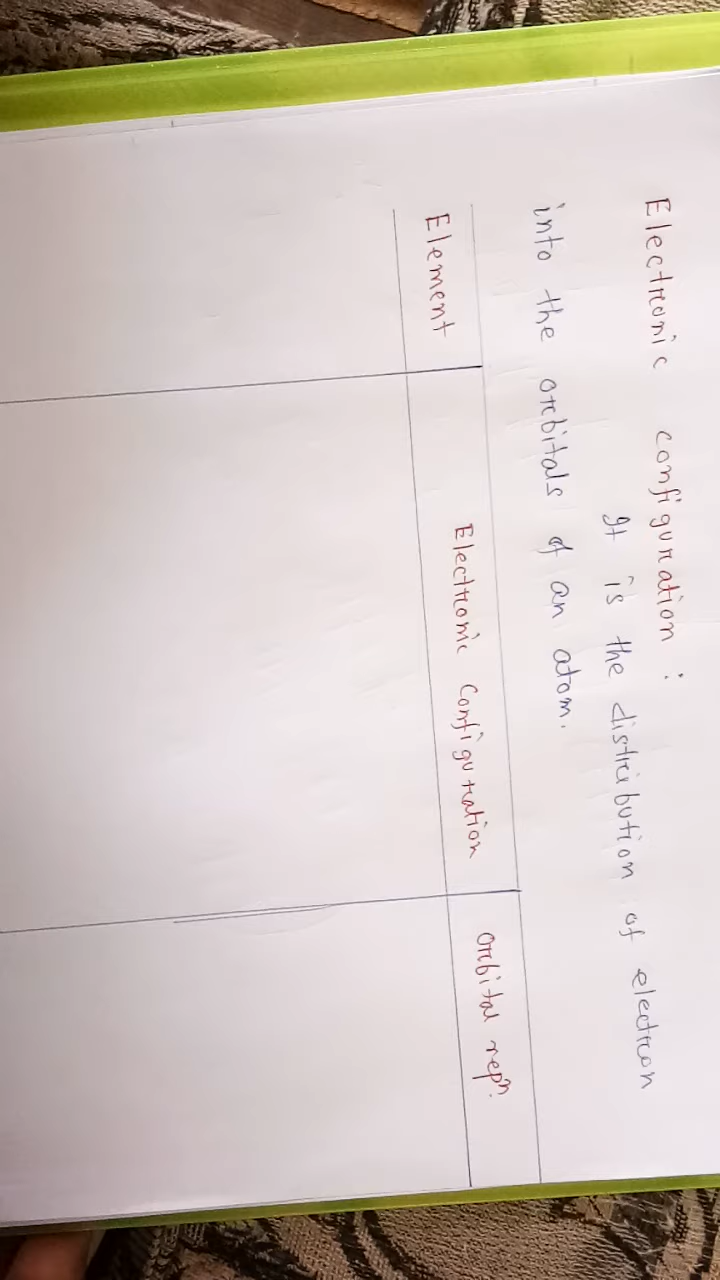 Electronic configuration :
It is the distribution of electron
into the orbitals of an atom.
Element Electronic Configuration Orbital repn.